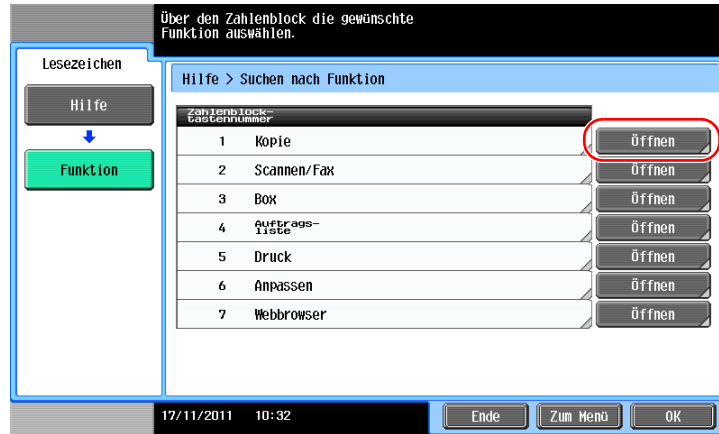 Über den Zahlenblock die gewünschte
Funktion auswählen.
Lesezeichen
Hilfe
Funktion
Hilfe > Suchen nach Funktion
Zahlenblock-
tastennummer
1 Kopie Öffnen
2 Scannen/Fax Öffnen
3 Box Öffnen
4 Auftrags-
liste Öffnen
5 Druck Öffnen
6 Anpassen Öffnen
7 Webbrowser Öffnen
17/11/2011 10:32 Ende Zum Menü OK